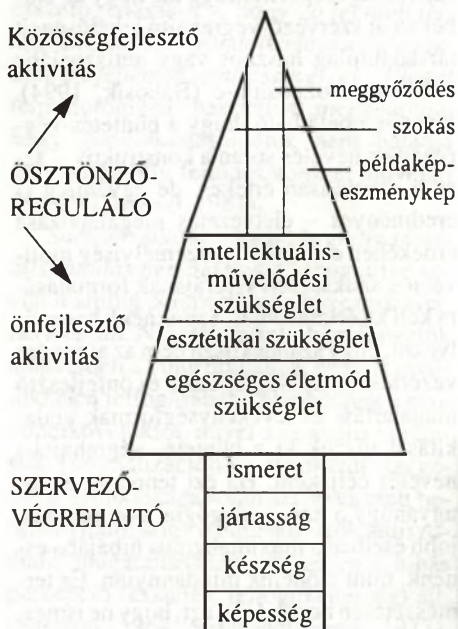 Közösségfejlesztő
aktivitás
ÖSZTÖNZŐ-
REGULÁLÓ
önfejlesztő
aktivitás
SZERVEZŐ-
VÉGREHAJTÓ
meggyőződés
szokás
példakép-
eszménykép
intellektuális-
művelődési
szükséglet
esztétikai szükséglet
egészséges életmód
szükséglet
ismeret
jártasság
készség
képesség